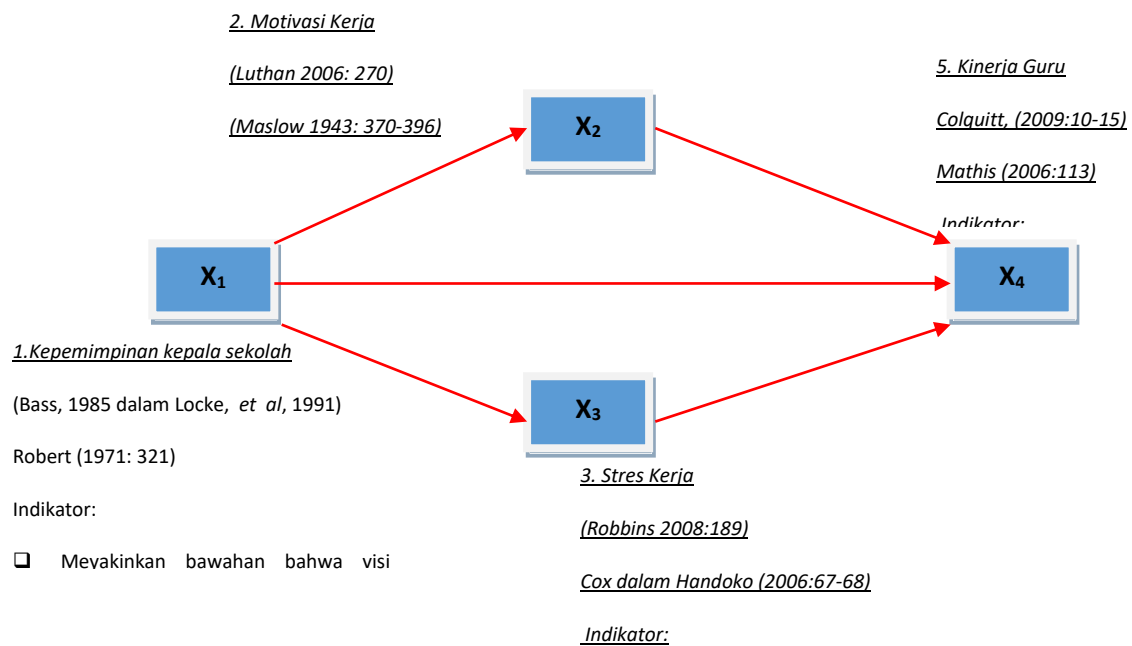 2. Motivasi Kerja
(Luthan 2006: 270)
(Maslow 1943: 370-396)
5. Kinerja Guru
Colquitt, (2009:10-15)
Mathis (2006:113)
Indikator:
X₂
X₁
X₄
X₃
1.Kepemimpinan kepala sekolah
(Bass, 1985 dalam Locke, et al, 1991)
Robert (1971: 321)
Indikator:
❑ Meyakinkan bawahan bahwa visi
3. Stres Kerja
(Robbins 2008:189)
Cox dalam Handoko (2006:67-68)
Indikator: